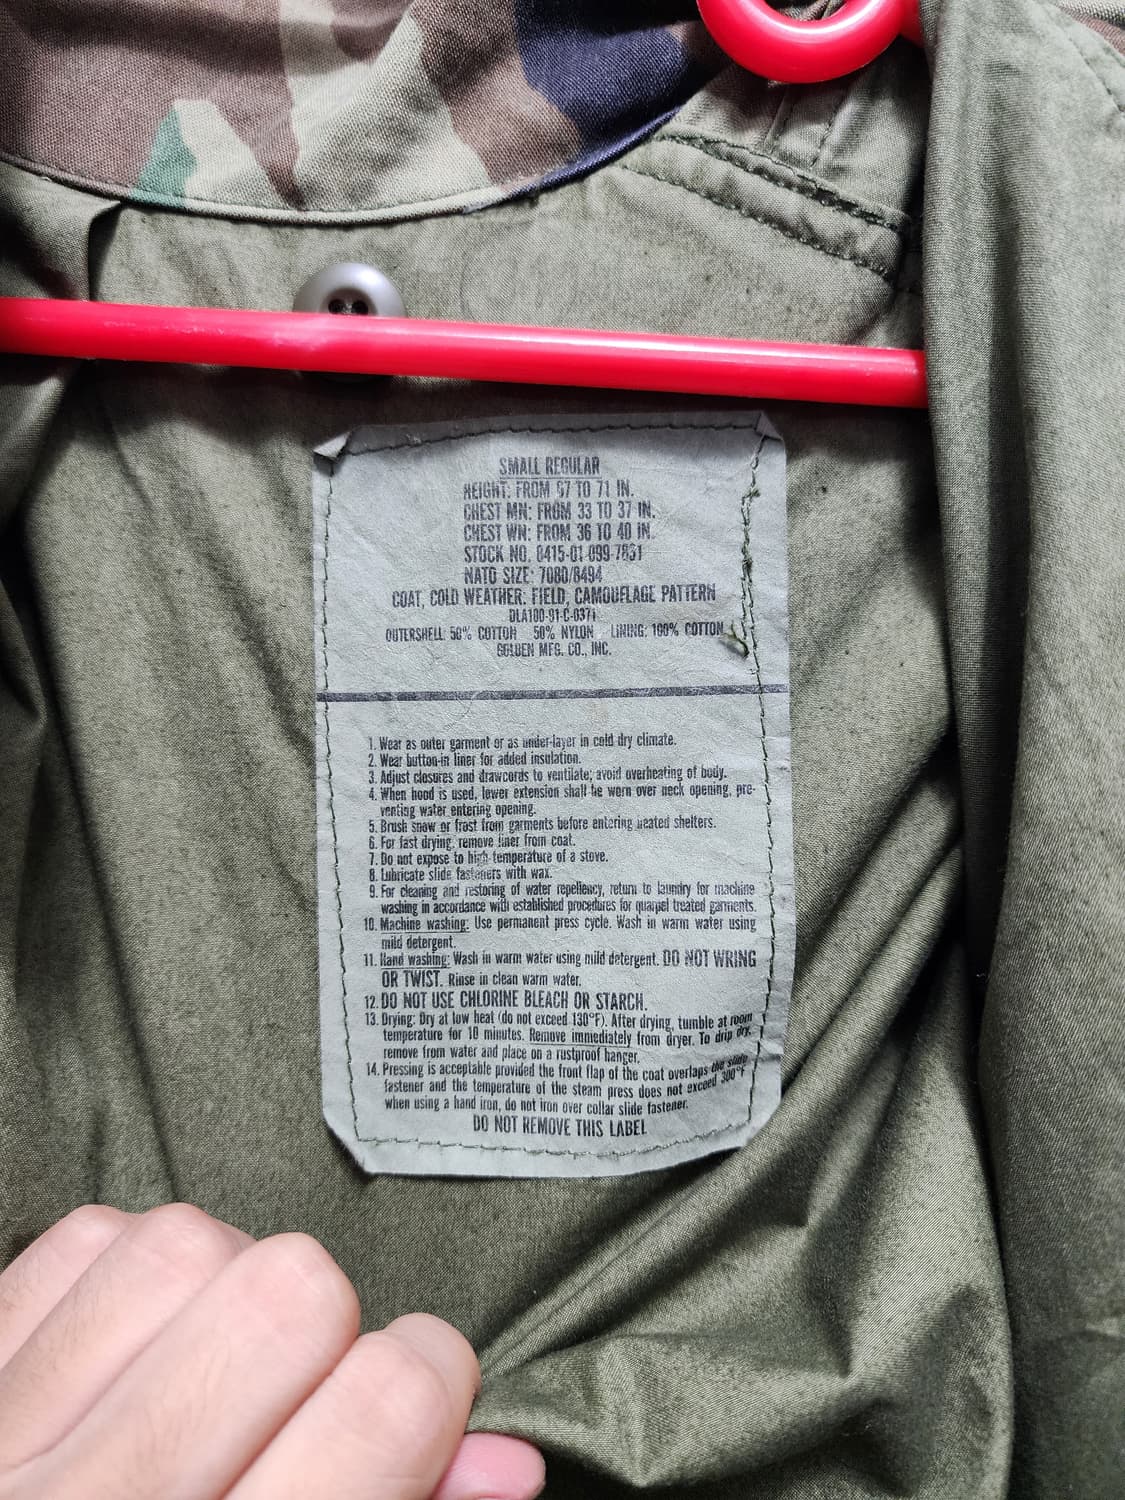 SMALL REGULAR
HEIGHT: FROM 67 TO 71 IN.
CHEST MN: FROM 33 TO 37 IN.
CHEST WN: FROM 36 TO 40 IN.
STOCK NO. 8415-01-099-7831
NATO SIZE: 7080/8494
COAT, COLD WEATHER: FIELD, CAMOUFLAGE PATTERN
DLA100-91-C-0371
OUTERSHELL: 50% COTTON 50% NYLON LINING: 100% COTTON
GOLDEN MFG. CO., INC.
1. Wear as outer garment or as under-layer in cold dry climate.
2. Wear button-in liner for added insulation.
3. Adjust closures and drawcords to ventilate; avoid overheating of body.
4. When hood is used, lower extension shall be worn over neck opening, pre-
venting water entering opening.
5. Brush snow or frost from garments before entering heated shelters.
6. For fast drying, remove liner from coat.
7. Do not expose to high temperature of a stove.
8. Lubricate slide fasteners with wax.
9. For cleaning and restoring of water repellency, return to laundry for machine
washing in accordance with established procedures for quarpel treated garments.
10. Machine washing: Use permanent press cycle. Wash in warm water using
mild detergent.
11. Hand washing: Wash in warm water using mild detergent. DO NOT WRING
OR TWIST. Rinse in clean warm water.
12. DO NOT USE CHLORINE BLEACH OR STARCH.
13. Drying: Dry at low heat (do not exceed 130°F). After drying, tumble at room
temperature for 10 minutes. Remove immediately from dryer. To drip dry,
remove from water and place on a rustproof hanger.
14. Pressing is acceptable provided the front flap of the coat overlaps the slide
fastener and the temperature of the steam press does not exceed 300°F
when using a hand iron, do not iron over collar slide fastener.
DO NOT REMOVE THIS LABEL